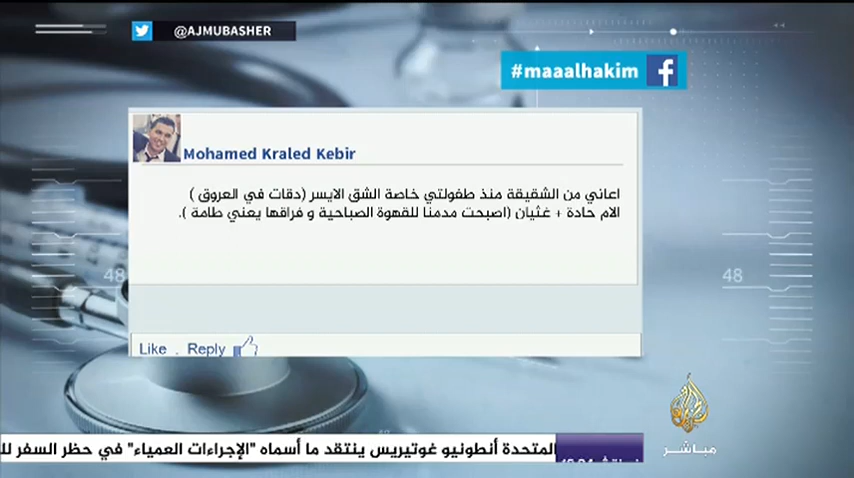 @AJMUBASHER
#maaalhakim
Mohamed Kraled Kebir
اعاني من الشقيقة منذ طفولتي خاصة الشق الايسر (دقات في العروق )
الام حادة + غثيان (اصبحت مدمنا للقهوة الصباحية و فراقها يعني طامة ).
48
48
Like . Reply
48
مباشر
المتحدة أنطونيو غوتيريس ينتقد ما أسماه "الإجراءات العمياء" في حظر السفر